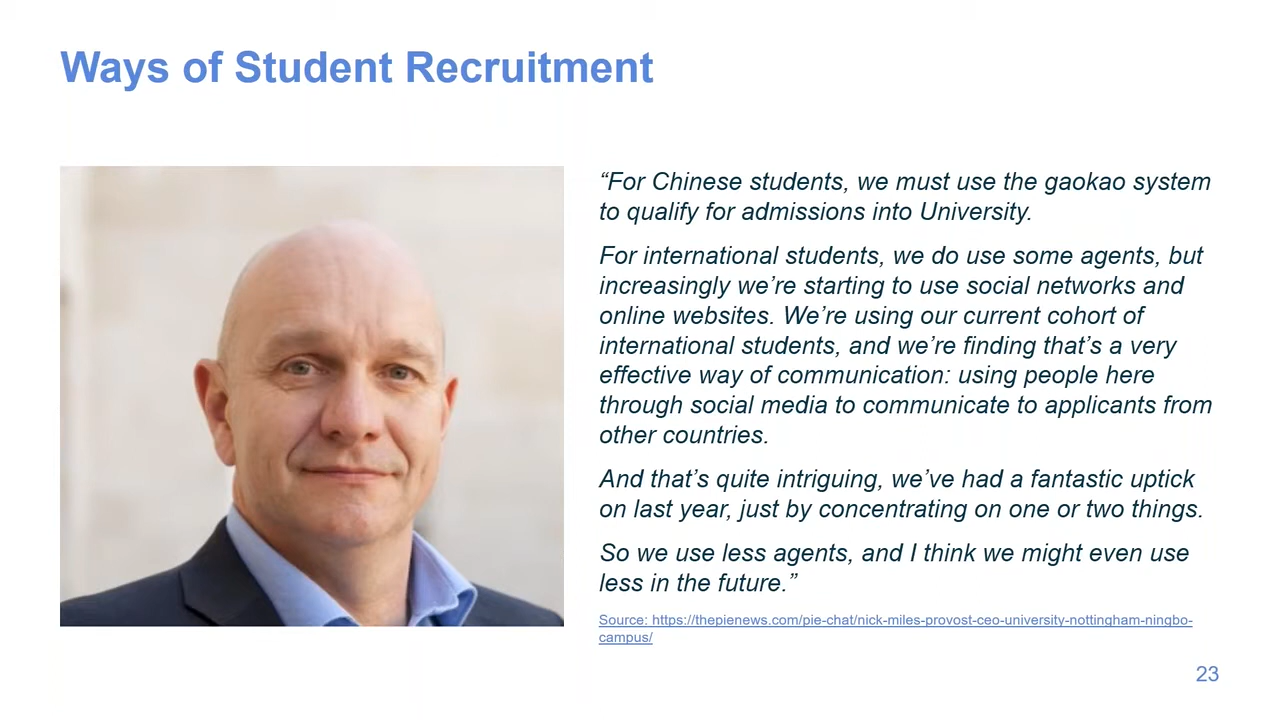 Ways of Student Recruitment
“For Chinese students, we must use the gaokao system
to qualify for admissions into University.
For international students, we do use some agents, but
increasingly we’re starting to use social networks and
online websites. We’re using our current cohort of
international students, and we’re finding that’s a very
effective way of communication: using people here
through social media to communicate to applicants from
other countries.
And that’s quite intriguing, we’ve had a fantastic uptick
on last year, just by concentrating on one or two things.
So we use less agents, and I think we might even use
less in the future.”
Source: https://thepienews.com/pie-chat/nick-miles-provost-ceo-university-nottingham-ningbo-
campus/
23